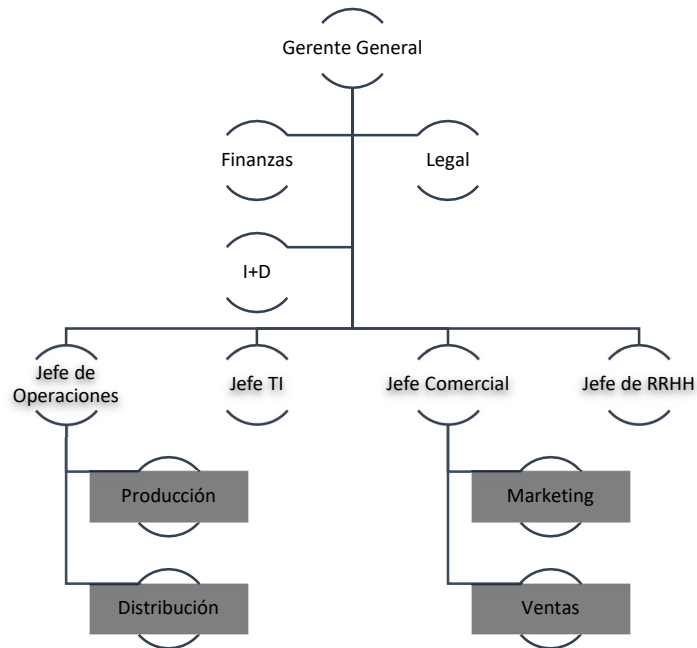 Gerente General
Finanzas
Legal
I+D
Jefe de
Operaciones
Jefe TI
Jefe Comercial
Jefe de RRHH
Producción
Marketing
Distribución
Ventas